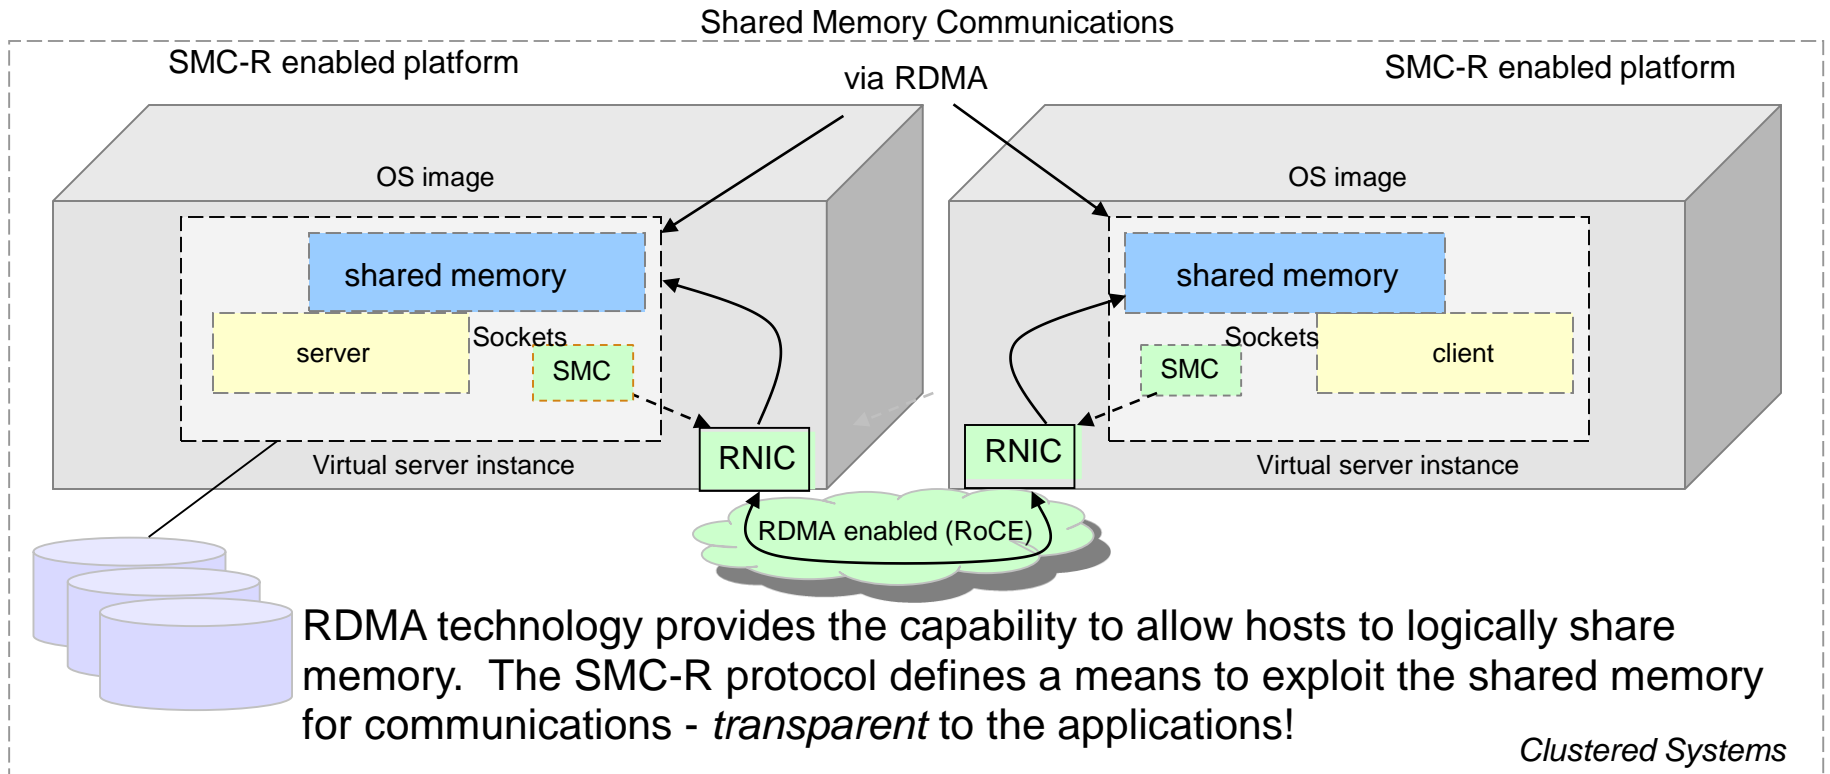 Shared Memory Communications
SMC-R enabled platform
via RDMA
SMC-R enabled platform
OS image
OS image
shared memory
shared memory
Sockets
Sockets
server
SMC
SMC
client
RNIC
RNIC
Virtual server instance
Virtual server instance
RDMA enabled (RoCE)
RDMA technology provides the capability to allow hosts to logically share
memory.  The SMC-R protocol defines a means to exploit the shared memory
for communications - transparent to the applications!
Clustered Systems